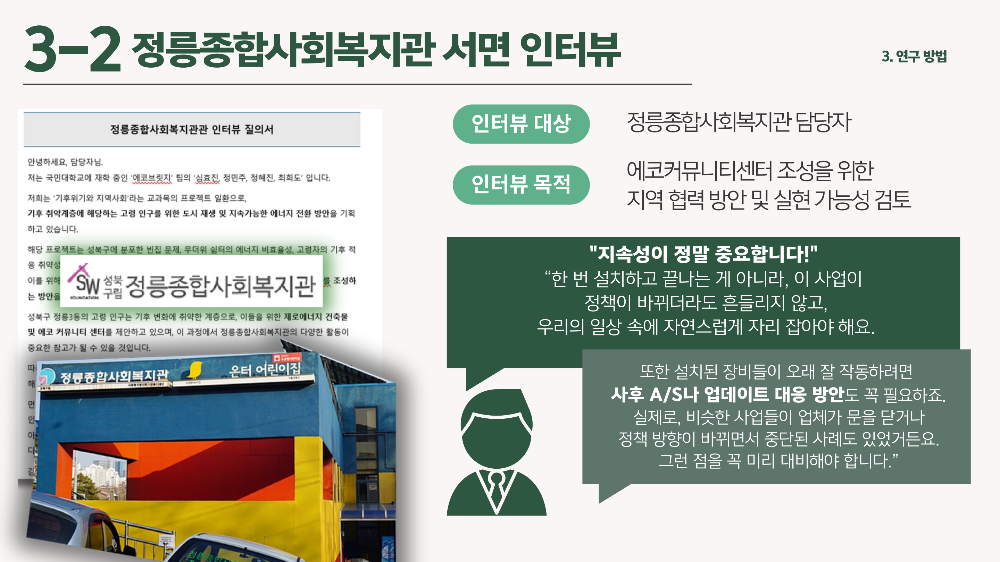 3-2 정릉종합사회복지관 서면 인터뷰
3. 연구 방법
정릉종합사회복지관관 인터뷰 질의서
안녕하세요, 담당자님.
저는 국민대학교에 재학 중인 ‘에코브릿지’ 팀의 ‘심효진, 정민주, 정혜진, 최희도’ 입니다.
저희는 ‘기후위기와 지역사회’라는 교과목의 프로젝트 일환으로,
기후 취약계층에 해당하는 고령 인구를 위한 도시 재생 및 지속가능한 에너지 전환 방안을 기획
하고 있습니다.
해당 프로젝트는 성북구에 분포한 빈집 문제, 무더위 쉼터의 에너지 비효율성, 고령자의 기후 적
응 취약성
이를 위해 를 조성하
는 방안을
SW FOUNDATION 성북구립 정릉종합사회복지관
성북구 정릉3동의 고령 인구는 기후 변화에 취약한 계층으로, 이들을 위한 제로에너지 건축물
및 에코 커뮤니티 센터를 제안하고 있으며, 이 과정에서 정릉종합사회복지관의 다양한 활동이
중요한 참고가 될 수 있을 것입니다.
해
먼
인
아
정릉종합사회복지관
온터 어린이집
인터뷰 대상
정릉종합사회복지관 담당자
인터뷰 목적
에코커뮤니티센터 조성을 위한
지역 협력 방안 및 실현 가능성 검토
"지속성이 정말 중요합니다!"
“한 번 설치하고 끝나는 게 아니라, 이 사업이
정책이 바뀌더라도 흔들리지 않고,
우리의 일상 속에 자연스럽게 자리 잡아야 해요.
또한 설치된 장비들이 오래 잘 작동하려면
사후 A/S나 업데이트 대응 방안도 꼭 필요하죠.
실제로, 비슷한 사업들이 업체가 문을 닫거나
정책 방향이 바뀌면서 중단된 사례도 있었거든요.
그런 점을 꼭 미리 대비해야 합니다.”